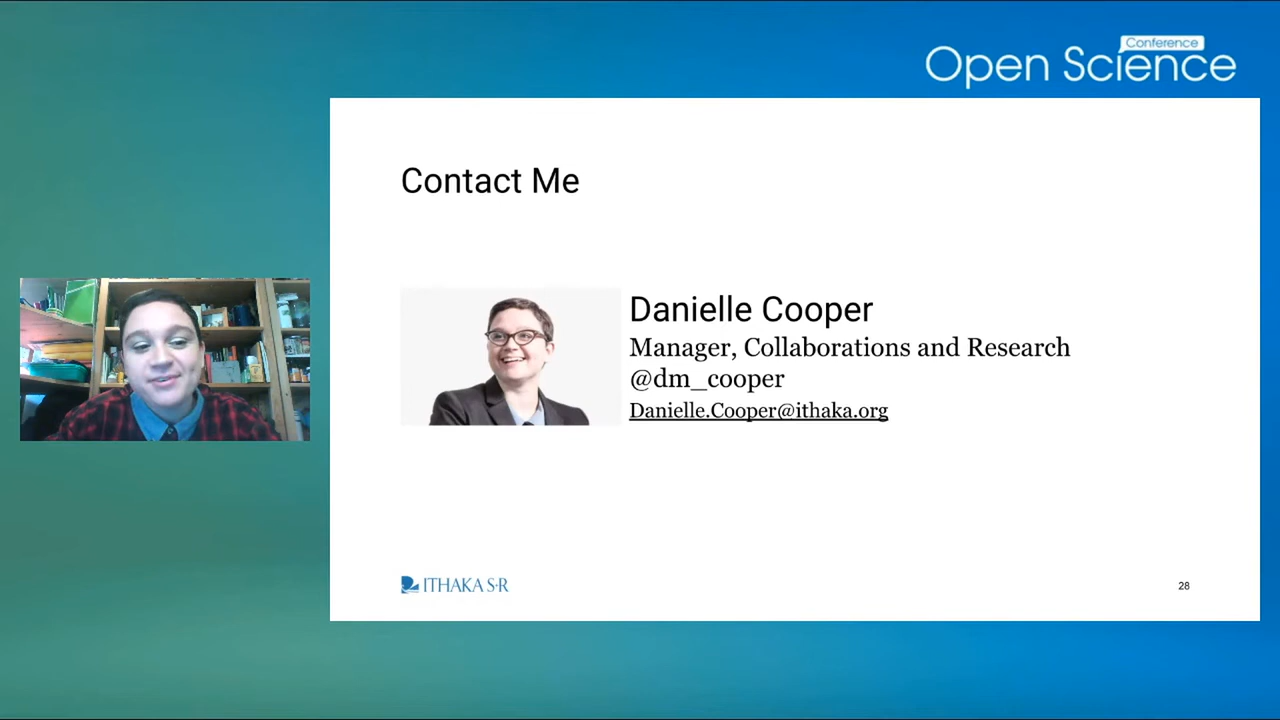 Conference
Open Science
Contact Me
Danielle Cooper
Manager, Collaborations and Research
@dm_cooper
Danielle.Cooper@ithaka.org
ITHAKA S·R
28